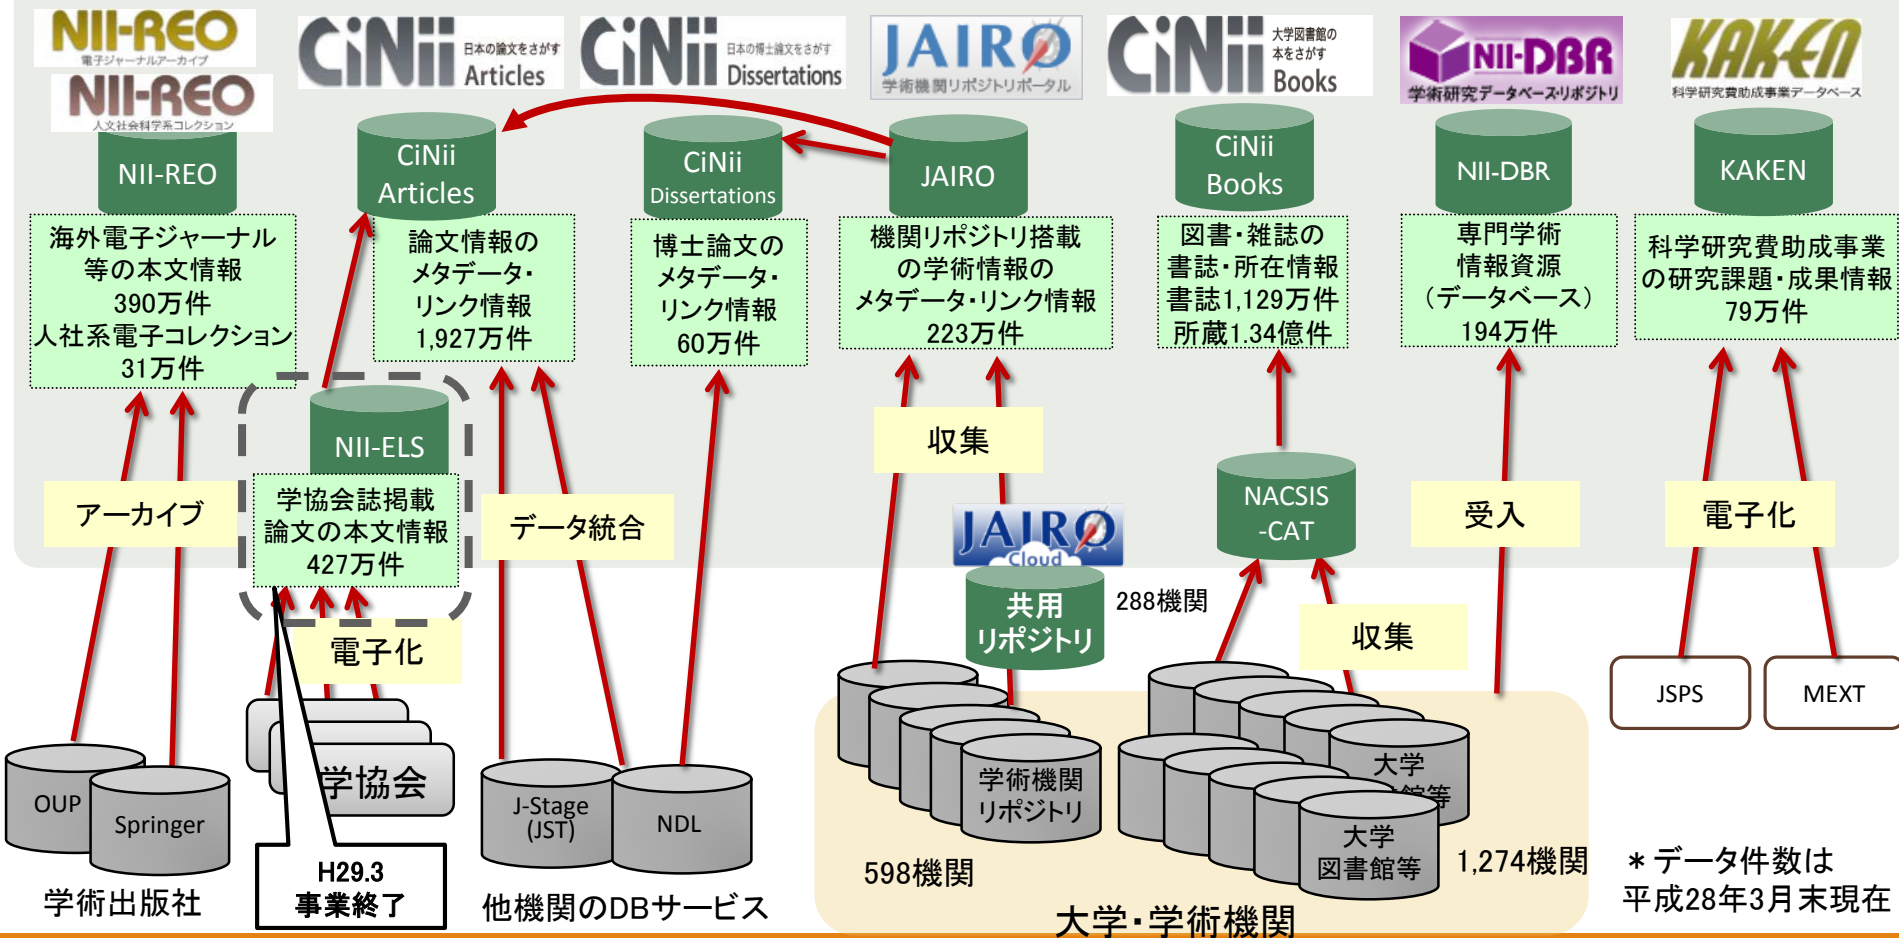 NII-REO
電子ジャーナルアーカイブ
NII-REO
人文社会科学系コレクション
CiNii
日本の論文をさがす
Articles
CiNii
日本の博士論文をさがす
Dissertations
JAIRO
学術機関リポジトリポータル
CiNii
大学図書館の
本をさがす
Books
NII-DBR
学術研究データベース・リポジトリ
KAKEN
科学研究費助成事業データベース
NII-REO
CiNii
Articles
CiNii
Dissertations
JAIRO
CiNii
Books
NII-DBR
KAKEN
海外電子ジャーナル
等の本文情報
390万件
人社系電子コレクション
31万件
論文情報の
メタデータ・
リンク情報
1,927万件
博士論文の
メタデータ・
リンク情報
60万件
機関リポジトリ搭載
の学術情報の
メタデータ・リンク情報
223万件
図書・雑誌の
書誌・所在情報
書誌1,129万件
所蔵1.34億件
専門学術
情報資源
（データベース）
194万件
科学研究費助成事業
の研究課題・成果情報
79万件
NII-ELS
学協会誌掲載
論文の本文情報
427万件
アーカイブ
データ統合
収集
NACSIS
-CAT
受入
電子化
JAIRO
Cloud
共用
リポジトリ
288機関
電子化
収集
JSPS
MEXT
OUP
Springer
学協会
J-Stage
(JST)
NDL
学術機関
リポジトリ
大学
館等
大学
図書館等
598機関
1,274機関
H29.3
事業終了
学術出版社
他機関のDBサービス
大学・学術機関
＊データ件数は
平成28年3月末現在